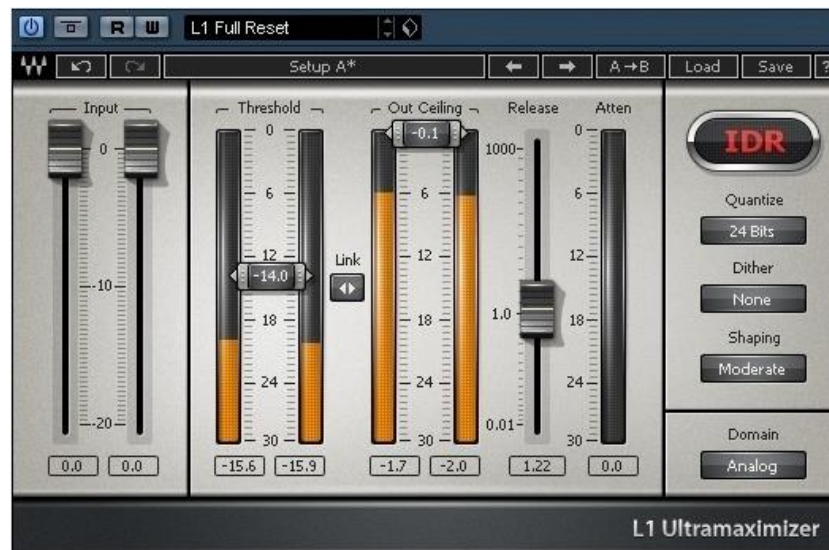 R W L1 Full Reset
Setup A* A→B Load Save ?
Input Threshold Out Ceiling Release Atten
0 0 -0.1 1000 0 IDR
6 6 6
Quantize
24 Bits
12 Link 12 12
Dither
-10 -14.0 None
18 18 1.0 18
Shaping
Moderate
24 24 24
-20 0.01
30 30 30
Domain
0.0 0.0 -15.6 -15.9 -1.7 -2.0 1.22 0.0 Analog
L1 Ultramaximizer